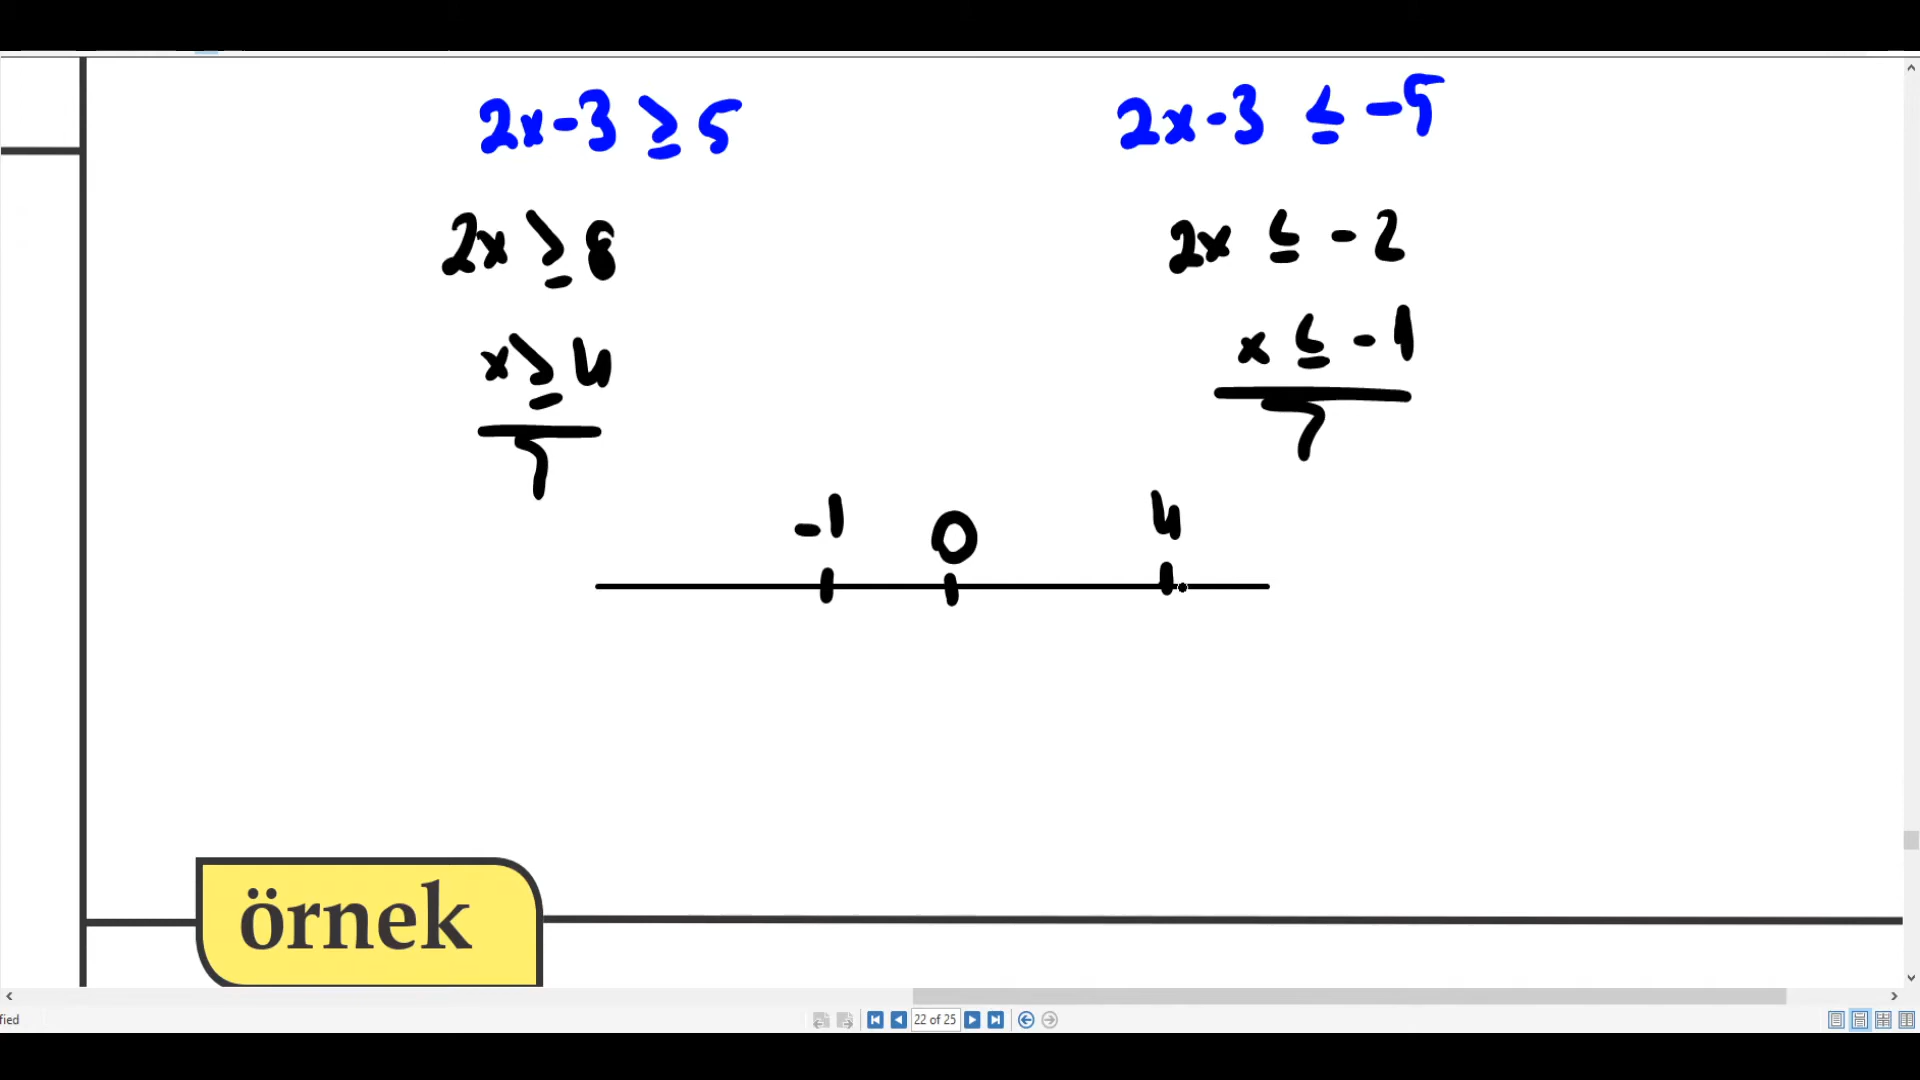 2x-3 ≥ 5
2x-3 ≤ -5
2x ≥ 8
2x ≤ -2
x ≥ 4
x ≤ -1
-1 0 4
örnek
fied
22 of 25